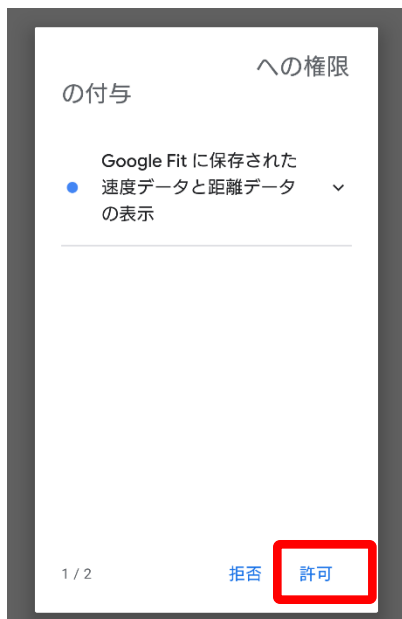 への権限
の付与
Google Fit に保存された
速度データと距離データ
の表示
1 / 2
拒否
許可